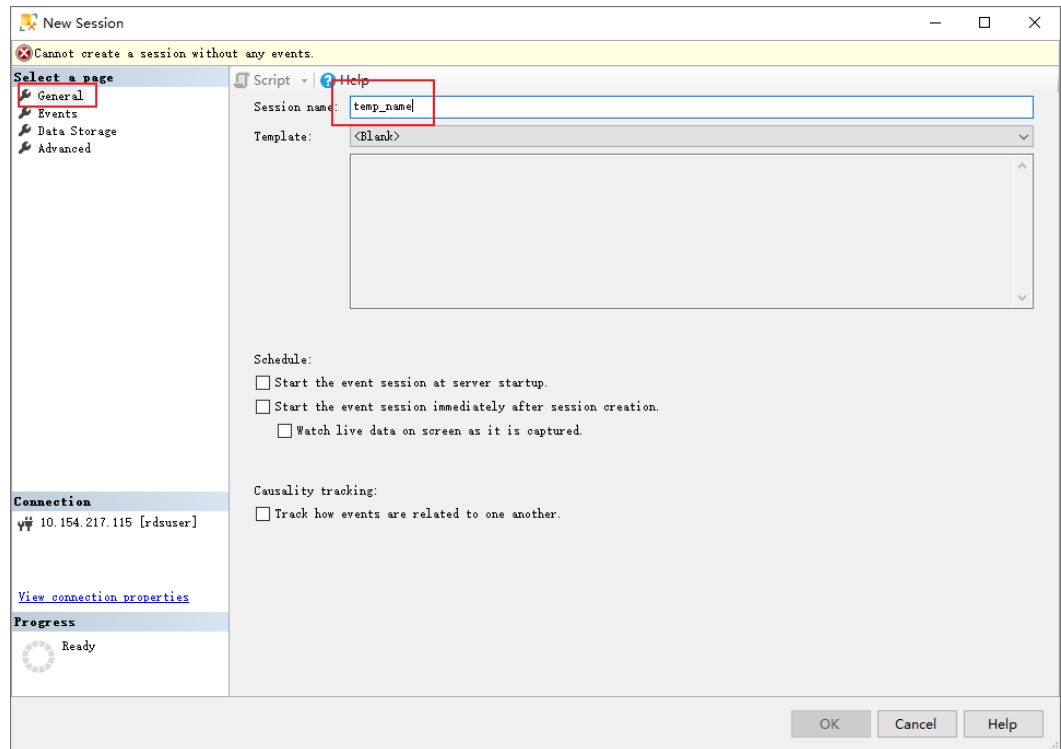 New Session
Cannot create a session without any events.
Select a page
General
Events
Data Storage
Advanced
Script
Help
Session name:
temp_name
Template:
<Blank>
Schedule:
Start the event session at server startup.
Start the event session immediately after session creation.
Watch live data on screen as it is captured.
Causality tracking:
Track how events are related to one another.
Connection
10.154.217.115 [rdsuser]
View connection properties
Progress
Ready
OK
Cancel
Help